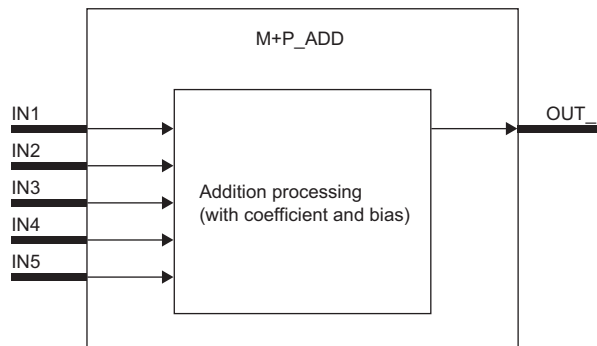 M+P_ADD
IN1
OUT_
IN2
IN3
Addition processing
(with coefficient and bias)
IN4
IN5